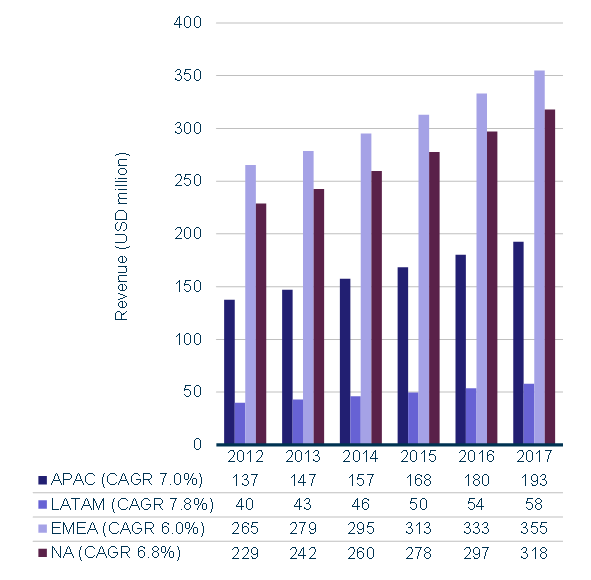 400
350
300
250
200
150
100
50
0
Revenue (USD million)
2012 2013 2014 2015 2016 2017
APAC (CAGR 7.0%) 137 147 157 168 180 193
LATAM (CAGR 7.8%) 40 43 46 50 54 58
EMEA (CAGR 6.0%) 265 279 295 313 333 355
NA (CAGR 6.8%) 229 242 260 278 297 318